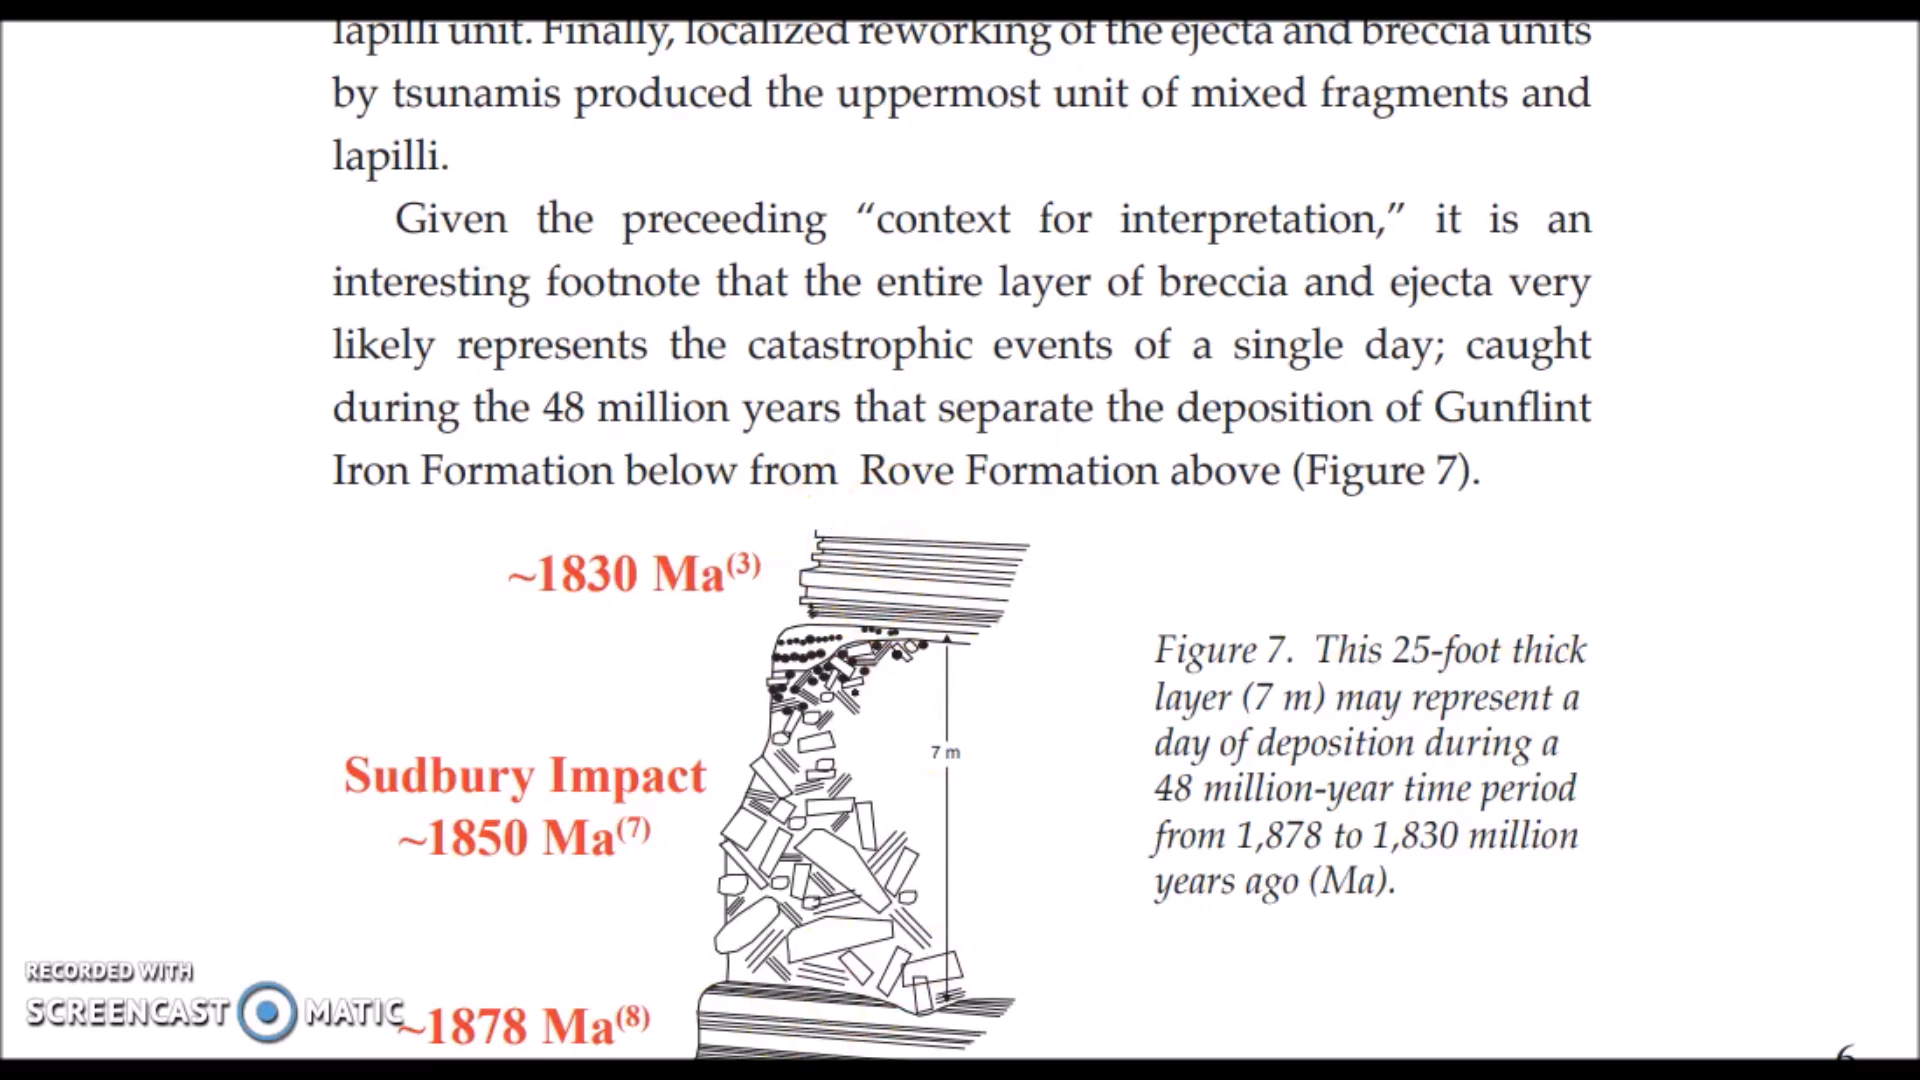 lapilli unit. Finally, localized reworking of the ejecta and breccia units
by tsunamis produced the uppermost unit of mixed fragments and
lapilli.
Given the preceeding “context for interpretation,” it is an
interesting footnote that the entire layer of breccia and ejecta very
likely represents the catastrophic events of a single day; caught
during the 48 million years that separate the deposition of Gunflint
Iron Formation below from Rove Formation above (Figure 7).
~1830 Ma(3)
Sudbury Impact
~1850 Ma(7)
~1878 Ma(8)
7 m
Figure 7. This 25-foot thick
layer (7 m) may represent a
day of deposition during a
48 million-year time period
from 1,878 to 1,830 million
years ago (Ma).
RECORDED WITH
SCREENCAST MATIC
6